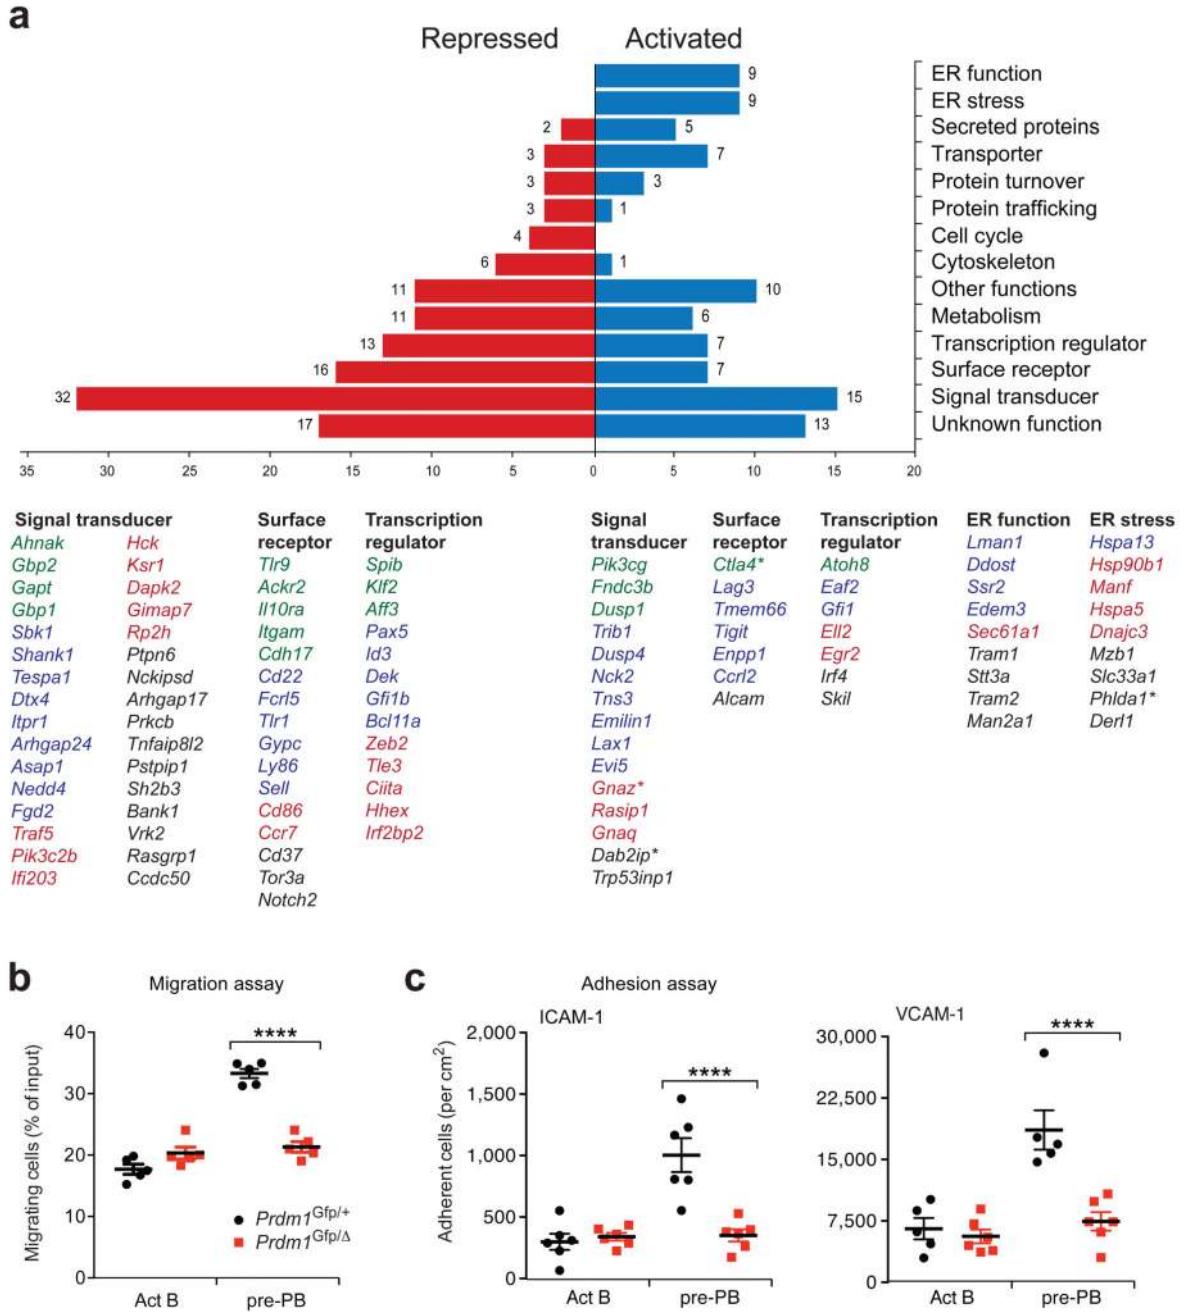 a
Repressed Activated
9 ER function
9 ER stress
2 5 Secreted proteins
3 7 Transporter
3 3 Protein turnover
3 1 Protein trafficking
4 Cell cycle
6 1 Cytoskeleton
11 10 Other functions
11 6 Metabolism
13 7 Transcription regulator
16 7 Surface receptor
32 15 Signal transducer
17 13 Unknown function
35 30 25 20 15 10 5 0 5 10 15 20
Signal transducer
Ahnak
Gbp2
Gapt
Gbp1
Sbk1
Shank1
Tespa1
Dtx4
Itpr1
Arhgap24
Asap1
Nedd4
Fgd2
Traf5
Pik3c2b
Ifi203
Hck
Ksr1
Dapk2
Gimap7
Rp2h
Ptpn6
Nckipsd
Arhgap17
Prkcb
Tnfaip8l2
Pstpip1
Sh2b3
Bank1
Vrk2
Rasgrp1
Ccdc50
Surface
receptor
Tlr9
Ackr2
Il10ra
Itgam
Cdh17
Cd22
Fcrl5
Tlr1
Gypc
Ly86
Sell
Cd86
Ccr7
Cd37
Tor3a
Notch2
Transcription
regulator
Spib
Klf2
Aff3
Pax5
Id3
Dek
Gfi1b
Bcl11a
Zeb2
Tle3
Ciita
Hhex
Irf2bp2
Signal
transducer
Pik3cg
Fndc3b
Dusp1
Trib1
Dusp4
Nck2
Tns3
Emilin1
Lax1
Evi5
Gnaz*
Rasip1
Gnaq
Dab2ip*
Trp53inp1
Surface
receptor
Ctla4*
Lag3
Tmem66
Tigit
Enpp1
Ccrl2
Alcam
Transcription
regulator
Atoh8
Eaf2
Gfi1
Ell2
Egr2
Irf4
Skil
ER function
Lman1
Ddost
Ssr2
Edem3
Sec61a1
Tram1
Stt3a
Tram2
Man2a1
ER stress
Hspa13
Hsp90b1
Manf
Hspa5
Dnajc3
Mzb1
Slc33a1
Phlda1*
Derl1
b
Migration assay
Migrating cells (% of input)
40
30
20
10
0
****
Prdm1Gfp/+
Prdm1Gfp/Δ
Act B pre-PB
c
Adhesion assay
ICAM-1
Adherent cells (per cm2)
2,000
1,500
1,000
500
0
****
Act B pre-PB
VCAM-1
30,000
22,500
15,000
7,500
0
****
Act B pre-PB